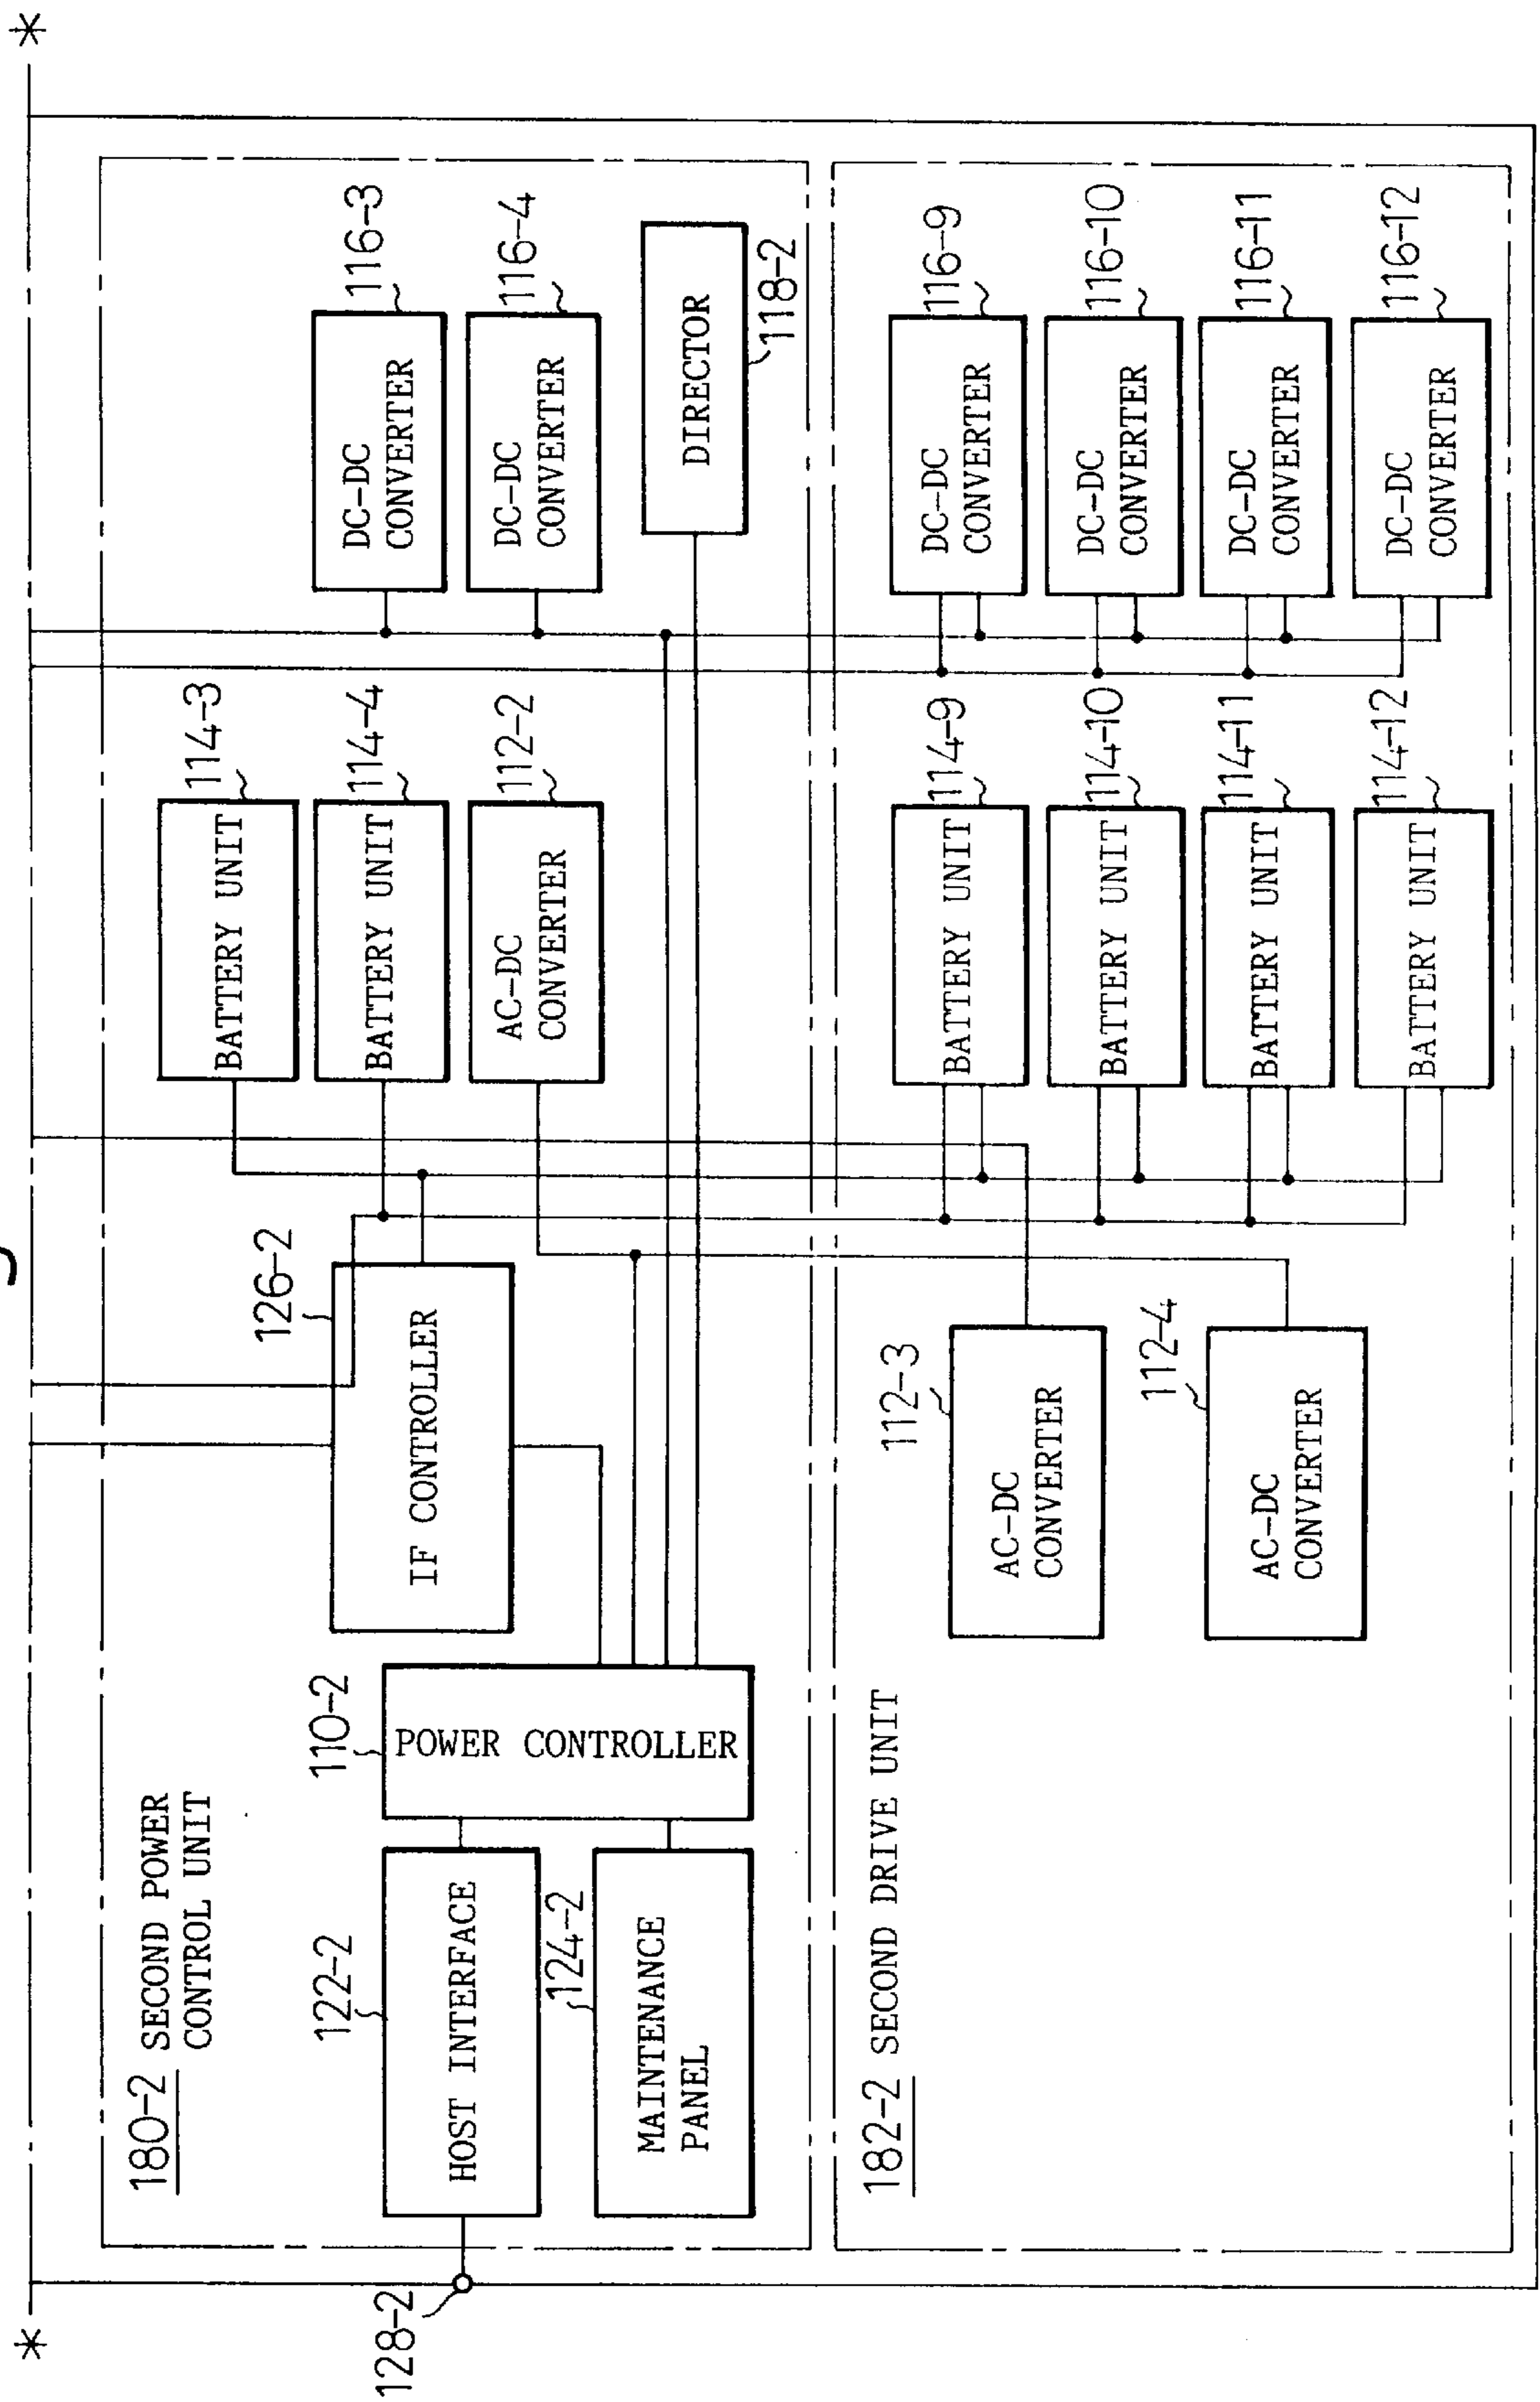 *
*
180-2 SECOND POWER
CONTROL UNIT
128-2
122-2
HOST INTERFACE
124-2
MAINTENANCE
PANEL
110-2
POWER CONTROLLER
126-2
IF CONTROLLER
114-3
BATTERY UNIT
114-4
BATTERY UNIT
112-2
AC-DC
CONVERTER
116-3
DC-DC
CONVERTER
116-4
DC-DC
CONVERTER
DIRECTOR
118-2
182-2 SECOND DRIVE UNIT
112-3
AC-DC
CONVERTER
112-4
AC-DC
CONVERTER
114-9
BATTERY UNIT
114-10
BATTERY UNIT
114-11
BATTERY UNIT
114-12
BATTERY UNIT
116-9
DC-DC
CONVERTER
116-10
DC-DC
CONVERTER
116-11
DC-DC
CONVERTER
116-12
DC-DC
CONVERTER